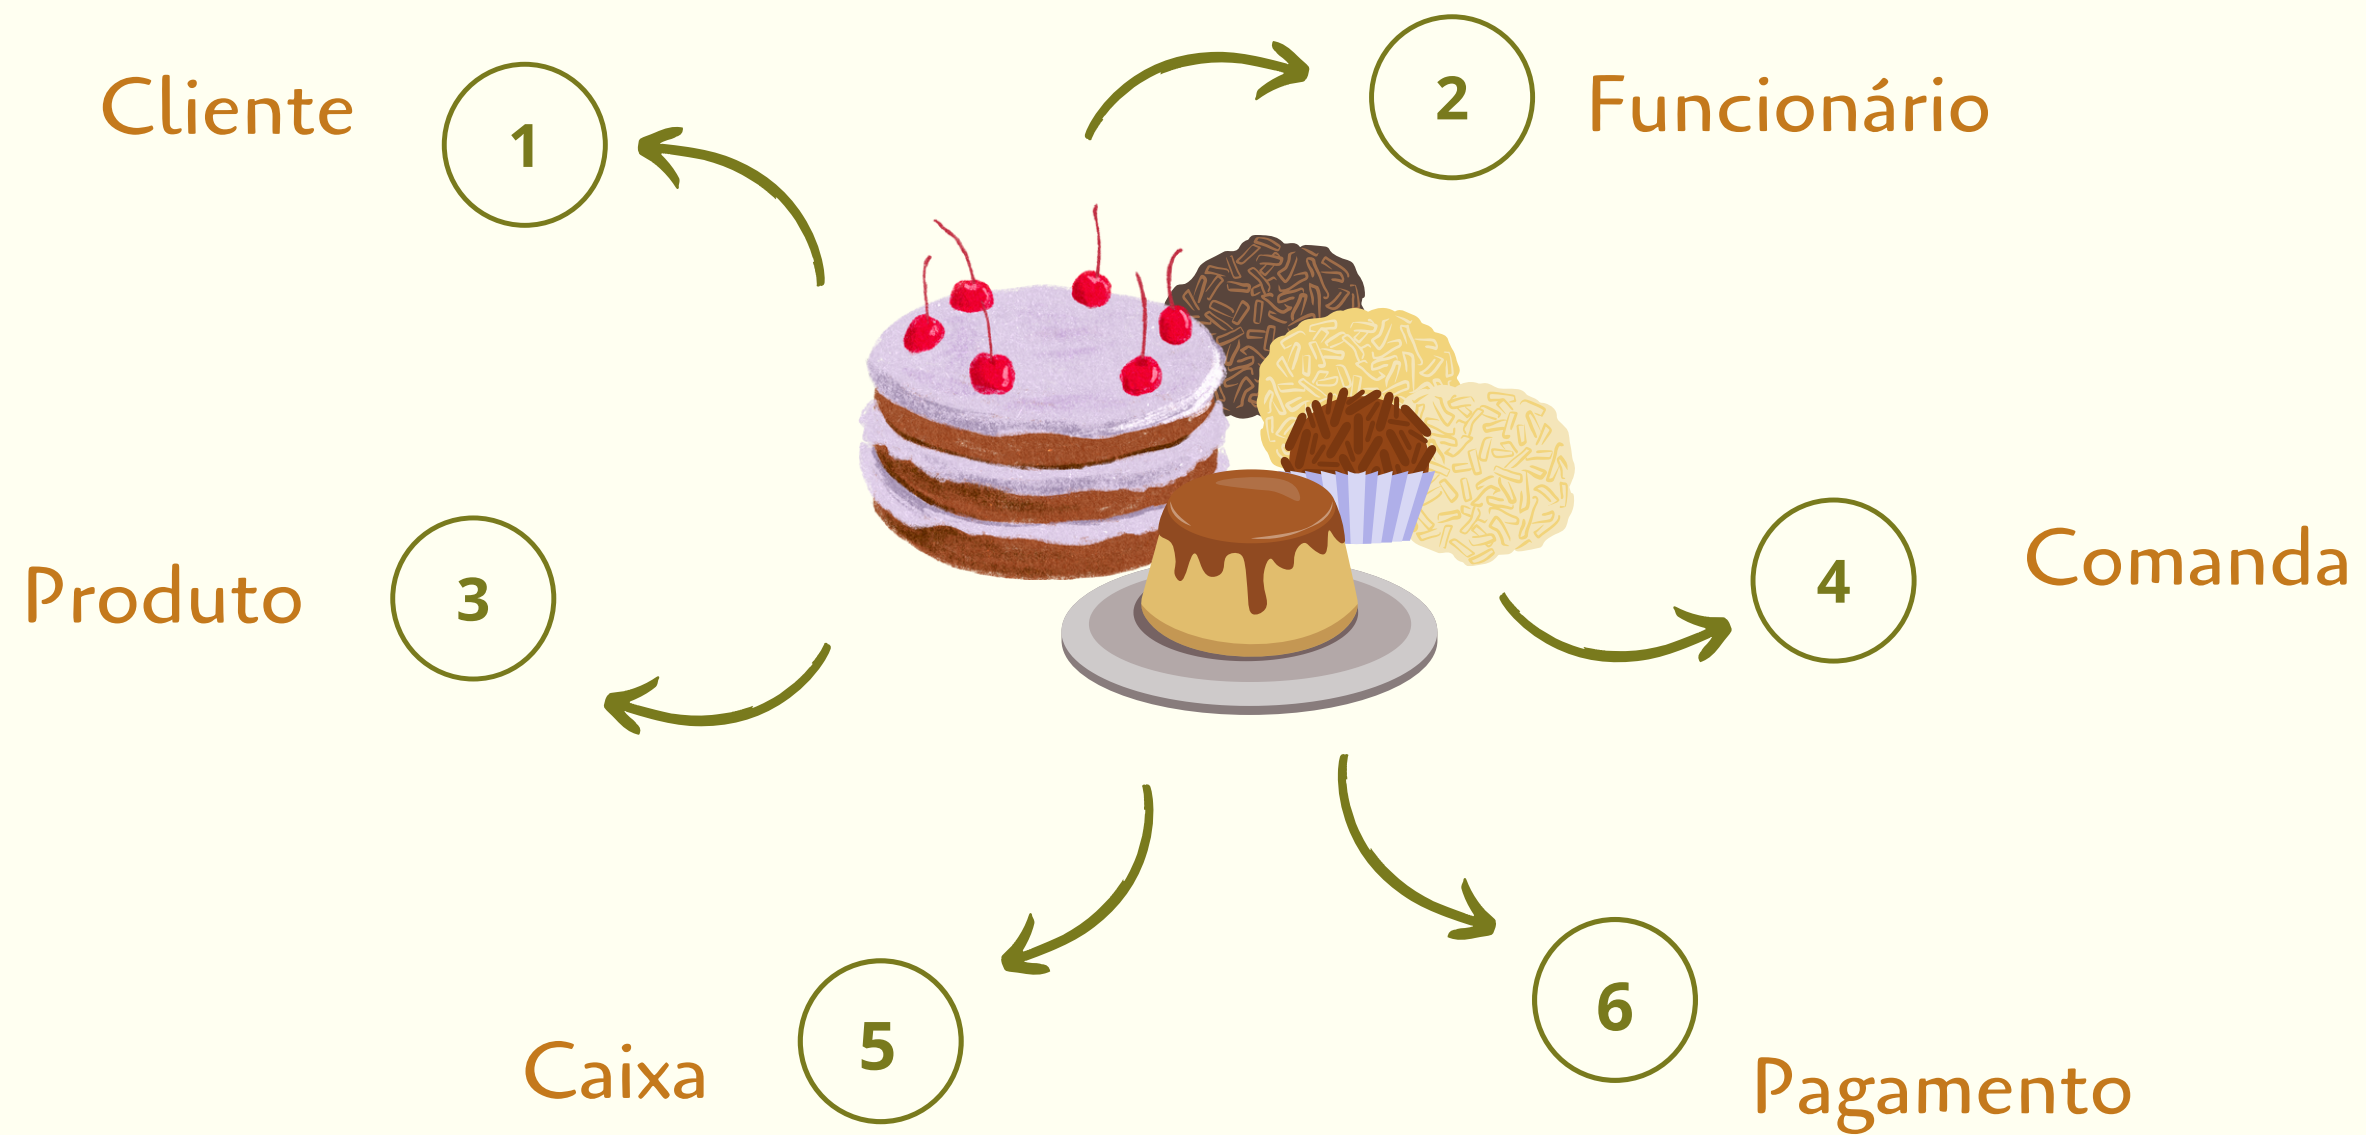 Cliente
1
2
Funcionário
Produto
3
4
Comanda
Caixa
5
6
Pagamento